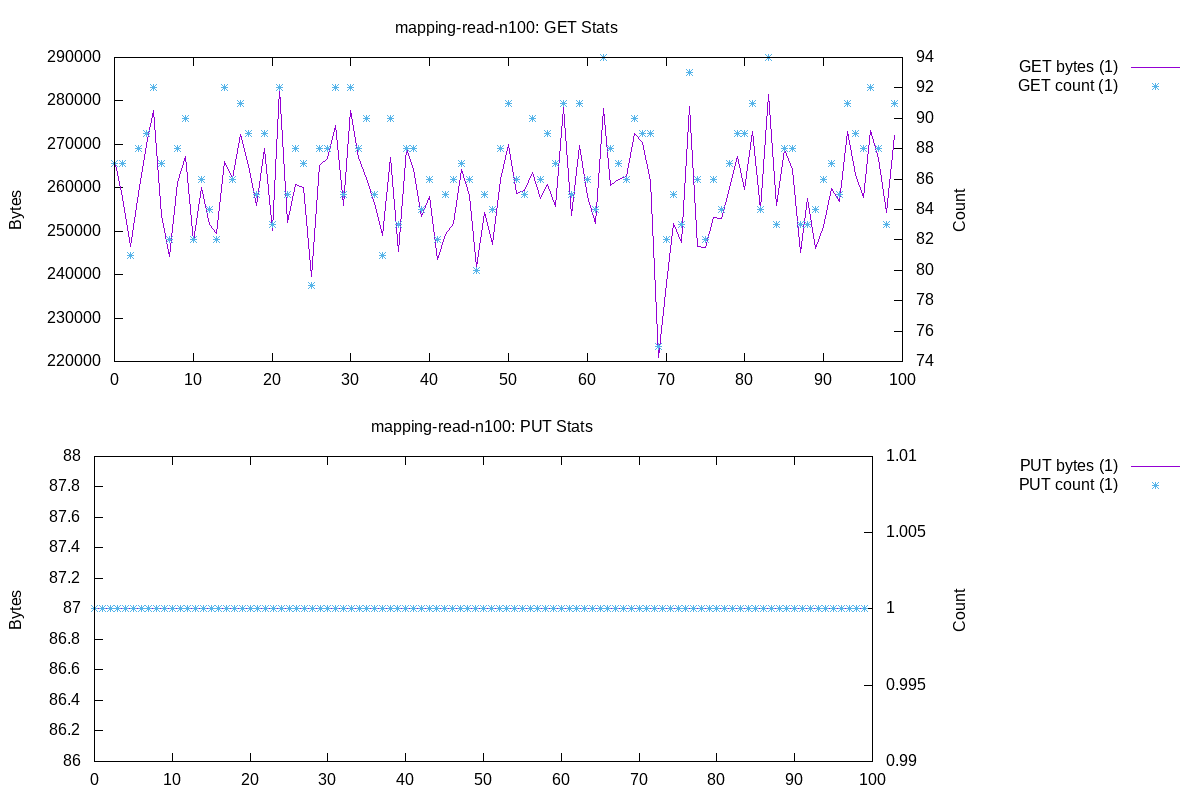 mapping-read-n100: GET Stats
GET bytes (1)
GET count (1)
Bytes
290000
280000
270000
260000
250000
240000
230000
220000
0 10 20 30 40 50 60 70 80 90 100
94
92
90
88
86
84
82
80
78
76
74
Count
mapping-read-n100: PUT Stats
PUT bytes (1)
PUT count (1)
Bytes
88
87.8
87.6
87.4
87.2
87
86.8
86.6
86.4
86.2
86
0 10 20 30 40 50 60 70 80 90 100
1.01
1.005
1
0.995
0.99
Count